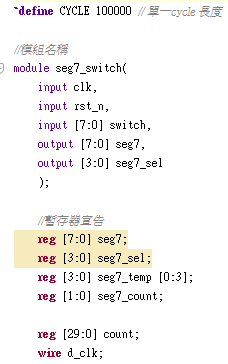 `define CYCLE 100000 // 單一cycle 長度
//模組名稱
module seg7_switch(
input clk,
input rst_n,
input [7:0] switch,
output [7:0] seg7,
output [3:0] seg7_sel
);
//暫存器宣告
reg [7:0] seg7;
reg [3:0] seg7_sel;
reg [3:0] seg7_temp [0:3];
reg [1:0] seg7_count;
reg [29:0] count;
wire d_clk;